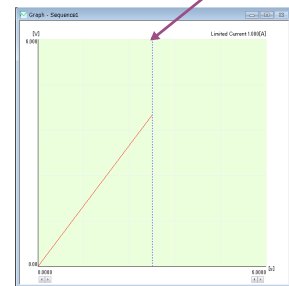 Graph - Sequence1
[V]
Limited Current 1.000[A]
6.000
0.00
0.0000
6.0000
[s]